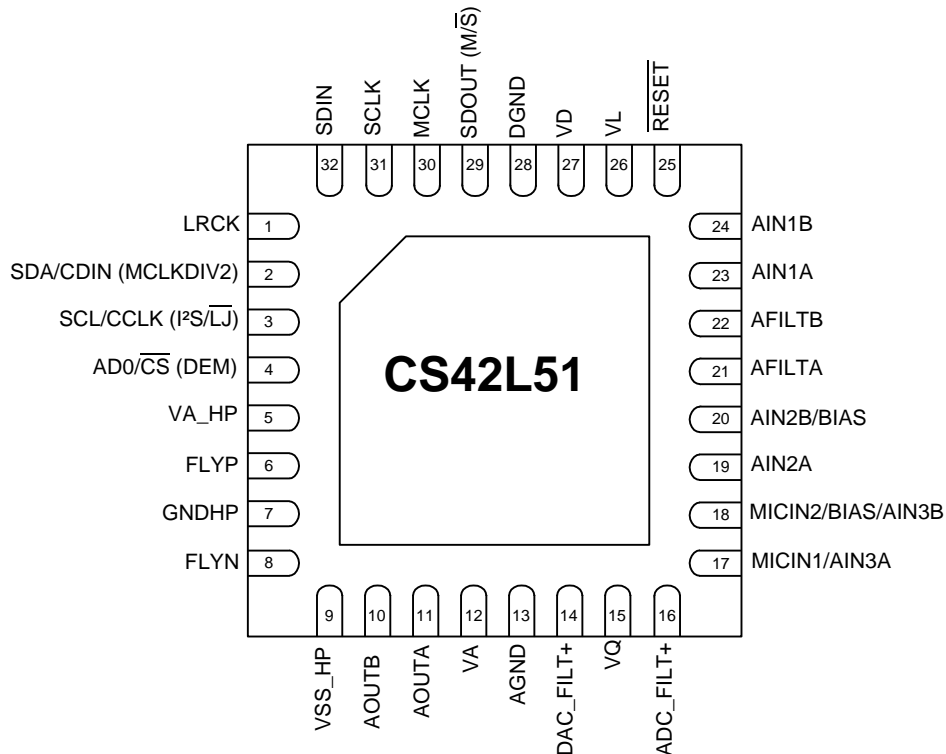 SDIN
SCLK
MCLK
SDOUT (M/S̅)
DGND
VD
VL
R̅E̅S̅E̅T̅
32
31
30
29
28
27
26
25
LRCK 1
SDA/CDIN (MCLKDIV2) 2
SCL/CCLK (I²S/L̅J̅) 3
AD0/C̅S̅ (DEM) 4
VA_HP 5
FLYP 6
GNDHP 7
FLYN 8
CS42L51
24 AIN1B
23 AIN1A
22 AFILTB
21 AFILTA
20 AIN2B/BIAS
19 AIN2A
18 MICIN2/BIAS/AIN3B
17 MICIN1/AIN3A
9
10
11
12
13
14
15
16
VSS_HP
AOUTB
AOUTA
VA
AGND
DAC_FILT+
VQ
ADC_FILT+